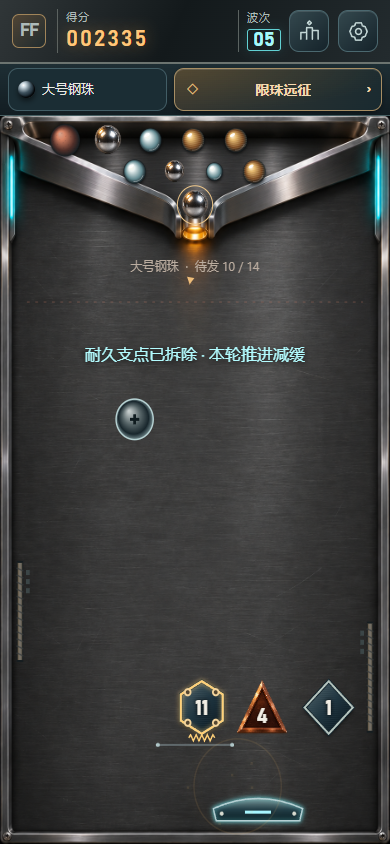 FF
得分
002335
波次
05
大号钢珠
限珠远征
大号钢珠 · 待发 10 / 14
耐久支点已拆除 · 本轮推进减缓
11
4
1